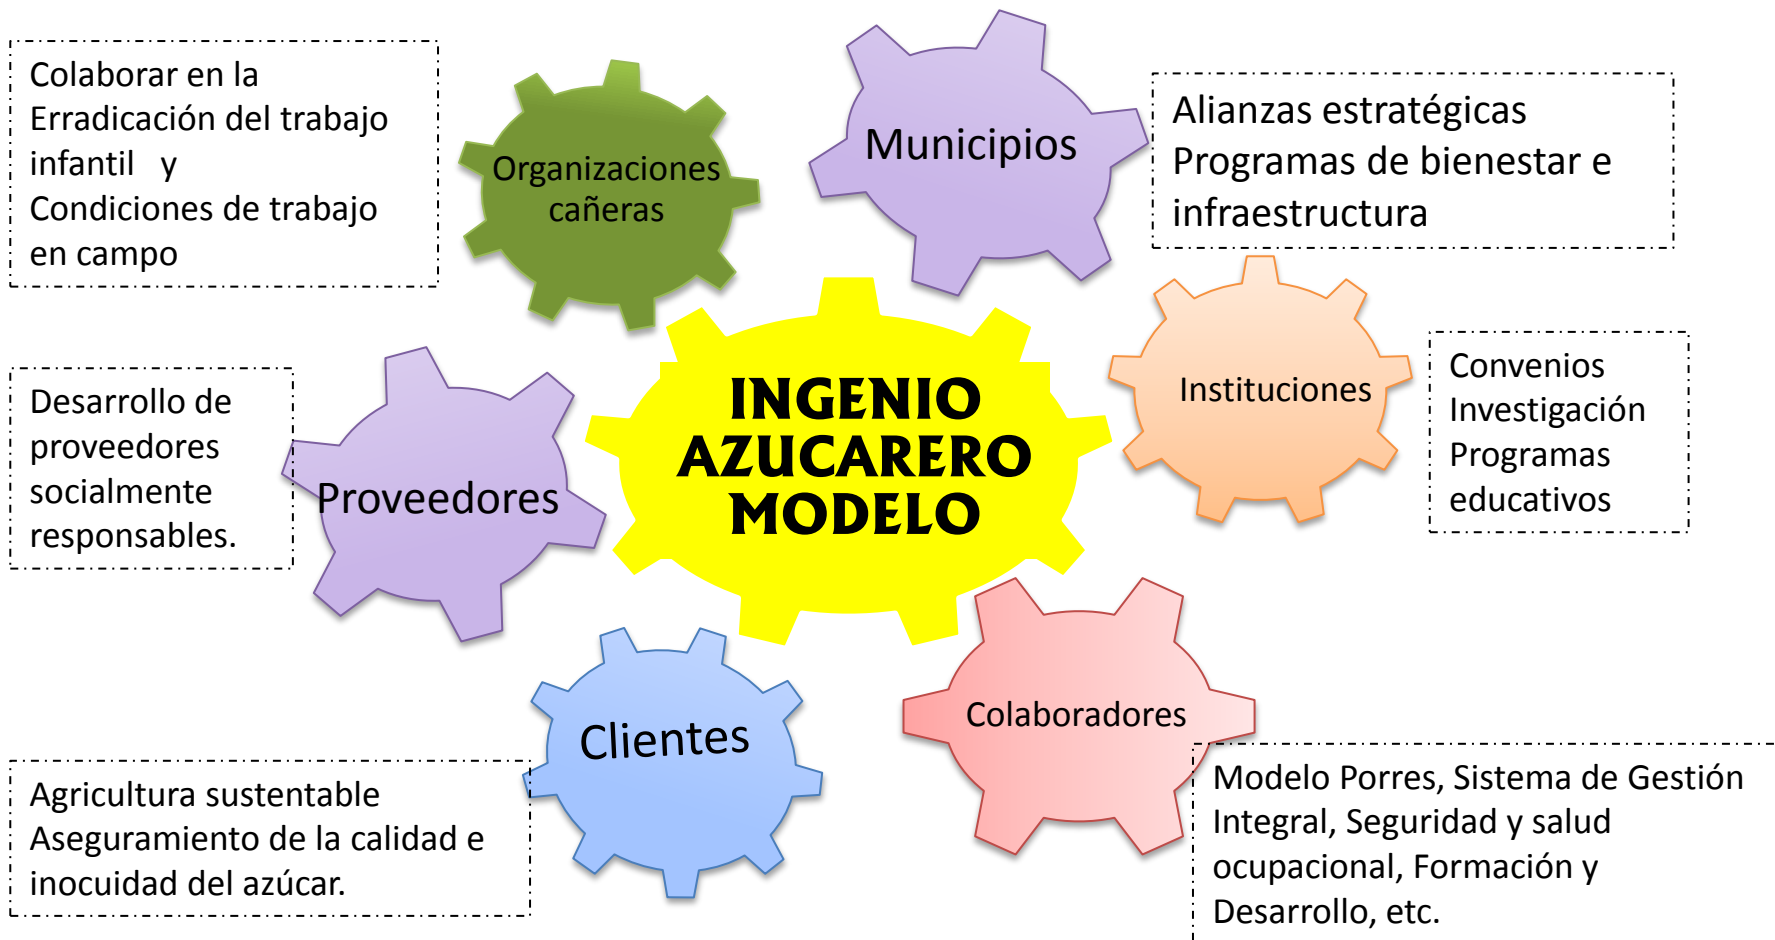 Colaborar en la
Erradicación del trabajo
infantil y
Condiciones de trabajo
en campo
Organizaciones
cañeras
Municipios
Alianzas estratégicas
Programas de bienestar e
infraestructura
Desarrollo de
proveedores
socialmente
responsables.
Proveedores
INGENIO
AZUCARERO
MODELO
Instituciones
Convenios
Investigación
Programas
educativos
Clientes
Agricultura sustentable
Aseguramiento de la calidad e
inocuidad del azúcar.
Colaboradores
Modelo Porres, Sistema de Gestión
Integral, Seguridad y salud
ocupacional, Formación y
Desarrollo, etc.